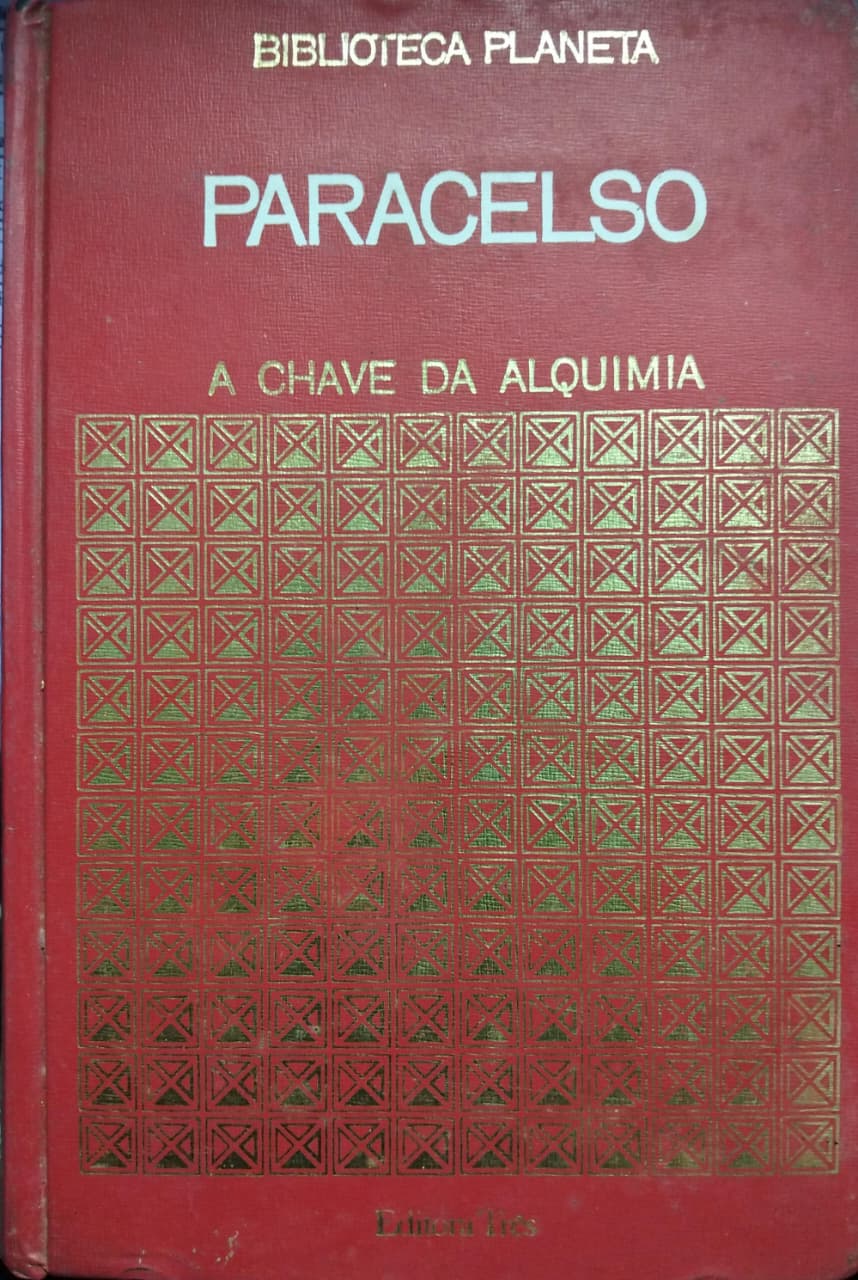 BIBLIOTECA PLANETA
PARACELSO
A CHAVE DA ALQUIMIA
Editora Três